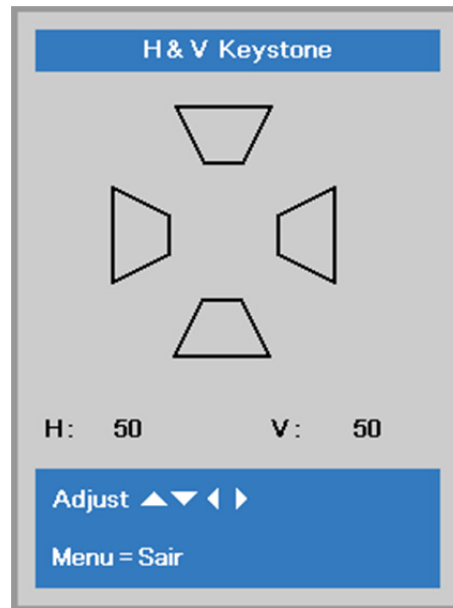 H & V Keystone
H: 50 V: 50
Adjust ▲▼◀▶
Menu = Sair